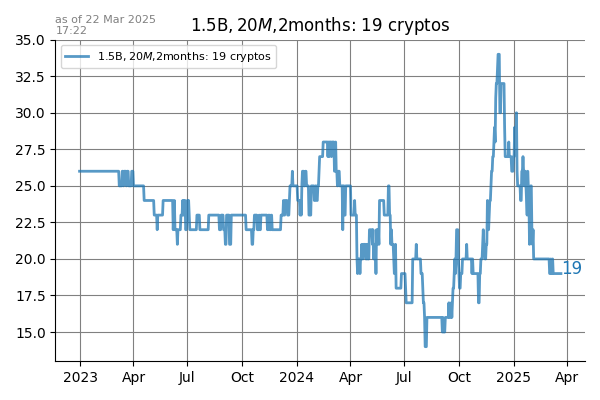 as of 22 Mar 2025
17:22
1.5B, 20M,2months: 19 cryptos
1.5B, 20M,2months: 19 cryptos
35.0
32.5
30.0
27.5
25.0
22.5
20.0
17.5
15.0
19
2023 Apr Jul Oct 2024 Apr Jul Oct 2025 Apr